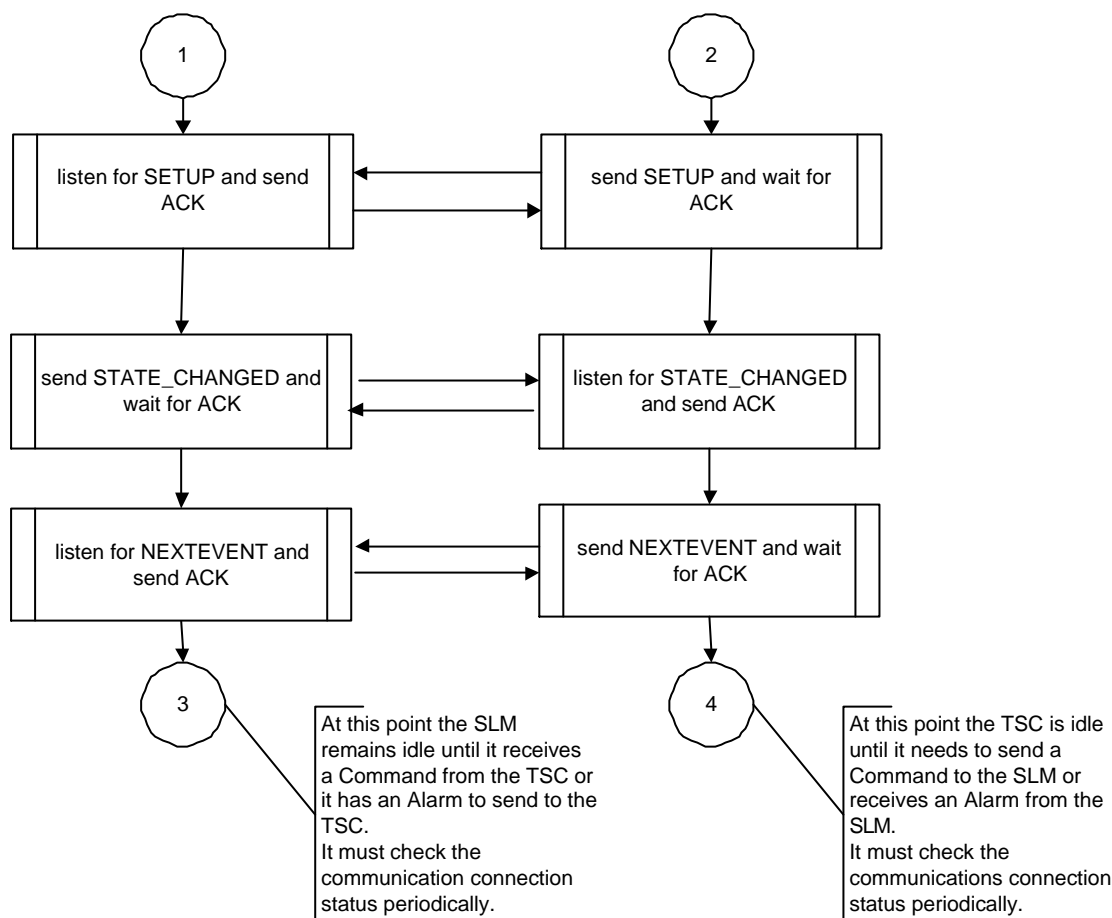 1
2
listen for SETUP and send
ACK
send SETUP and wait for
ACK
send STATE_CHANGED and
wait for ACK
listen for STATE_CHANGED
and send ACK
listen for NEXTEVENT and
send ACK
send NEXTEVENT and wait
for ACK
3
4
At this point the SLM
remains idle until it receives
a Command from the TSC or
it has an Alarm to send to the
TSC.
It must check the
communication connection
status periodically.
At this point the TSC is idle
until it needs to send a
Command to the SLM or
receives an Alarm from the
SLM.
It must check the
communications connection
status periodically.